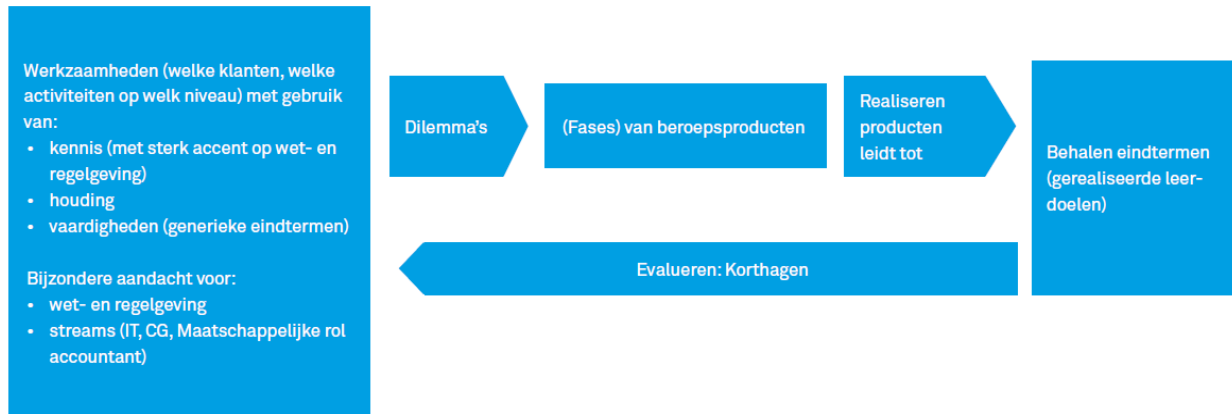 Werkzaamheden (welke klanten, welke
activiteiten op welk niveau) met gebruik
van:
• kennis (met sterk accent op wet- en
regelgeving)
• houding
• vaardigheden (generieke eindtermen)
Bijzondere aandacht voor:
• wet- en regelgeving
• streams (IT, CG, Maatschappelijke rol
accountant)
Dilemma's
(Fases) van beroepsproducten
Realiseren
producten
leidt tot
Behalen eindtermen
(gerealiseerde leer-
doelen)
Evalueren: Korthagen